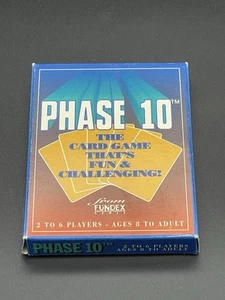 PHASE 10™
THE
CARD GAME
THAT'S
FUN &
CHALLENGING!
from
FUNDEX
2 TO 6 PLAYERS - AGES 8 TO ADULT
PHASE 10™
2 TO 6 PLAYERS
AGES 8 TO ADULT